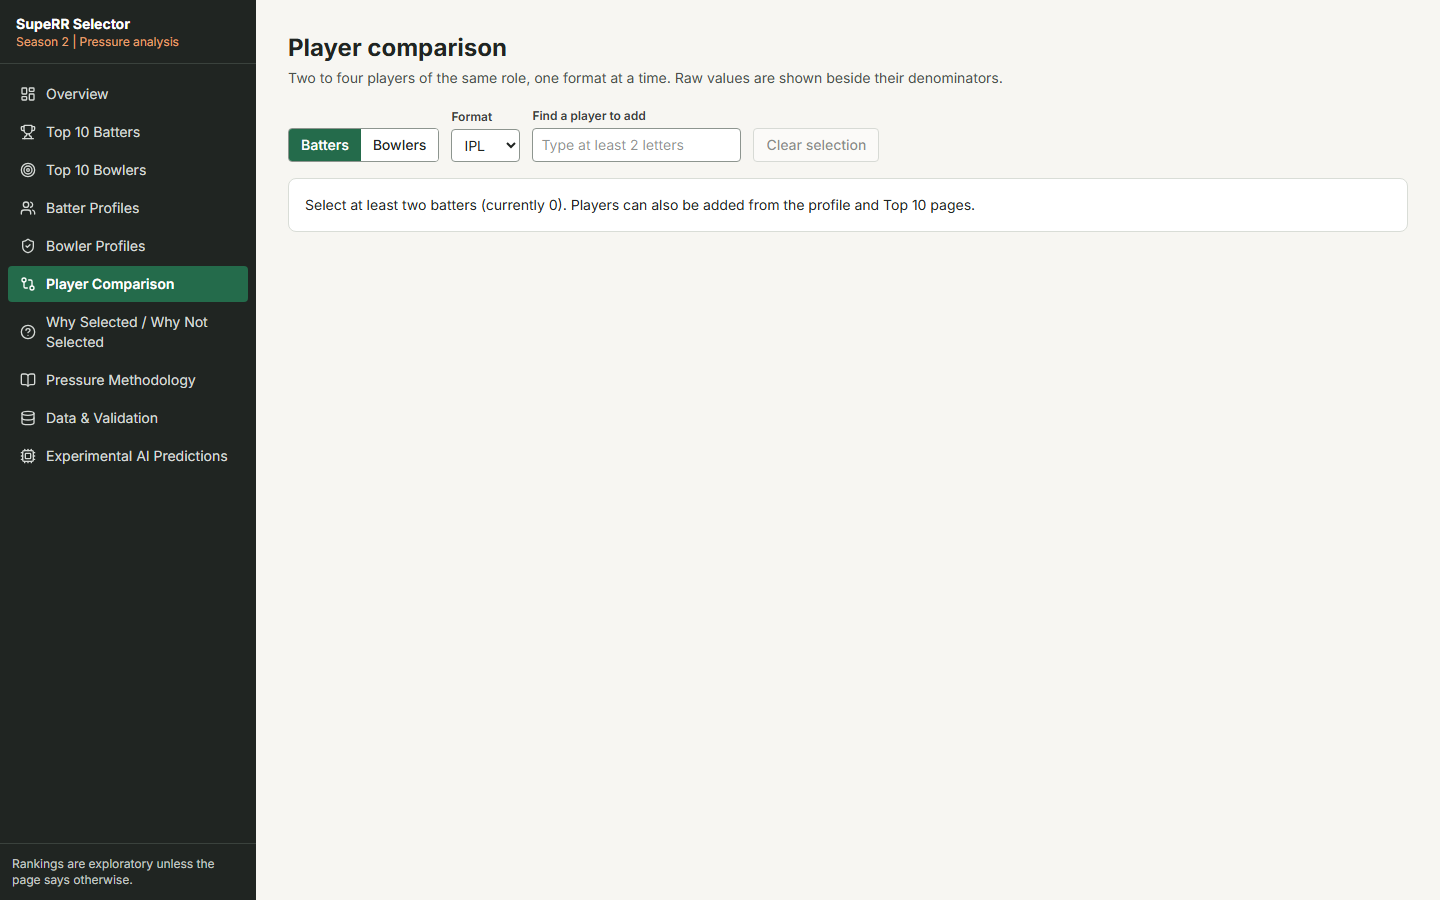 SupeRR Selector
Season 2 | Pressure analysis
Overview
Top 10 Batters
Top 10 Bowlers
Batter Profiles
Bowler Profiles
Player Comparison
Why Selected / Why Not
Selected
Pressure Methodology
Data & Validation
Experimental AI Predictions
Rankings are exploratory unless the
page says otherwise.
Player comparison
Two to four players of the same role, one format at a time. Raw values are shown beside their denominators.
Format
Find a player to add
Batters
Bowlers
IPL
Type at least 2 letters
Clear selection
Select at least two batters (currently 0). Players can also be added from the profile and Top 10 pages.